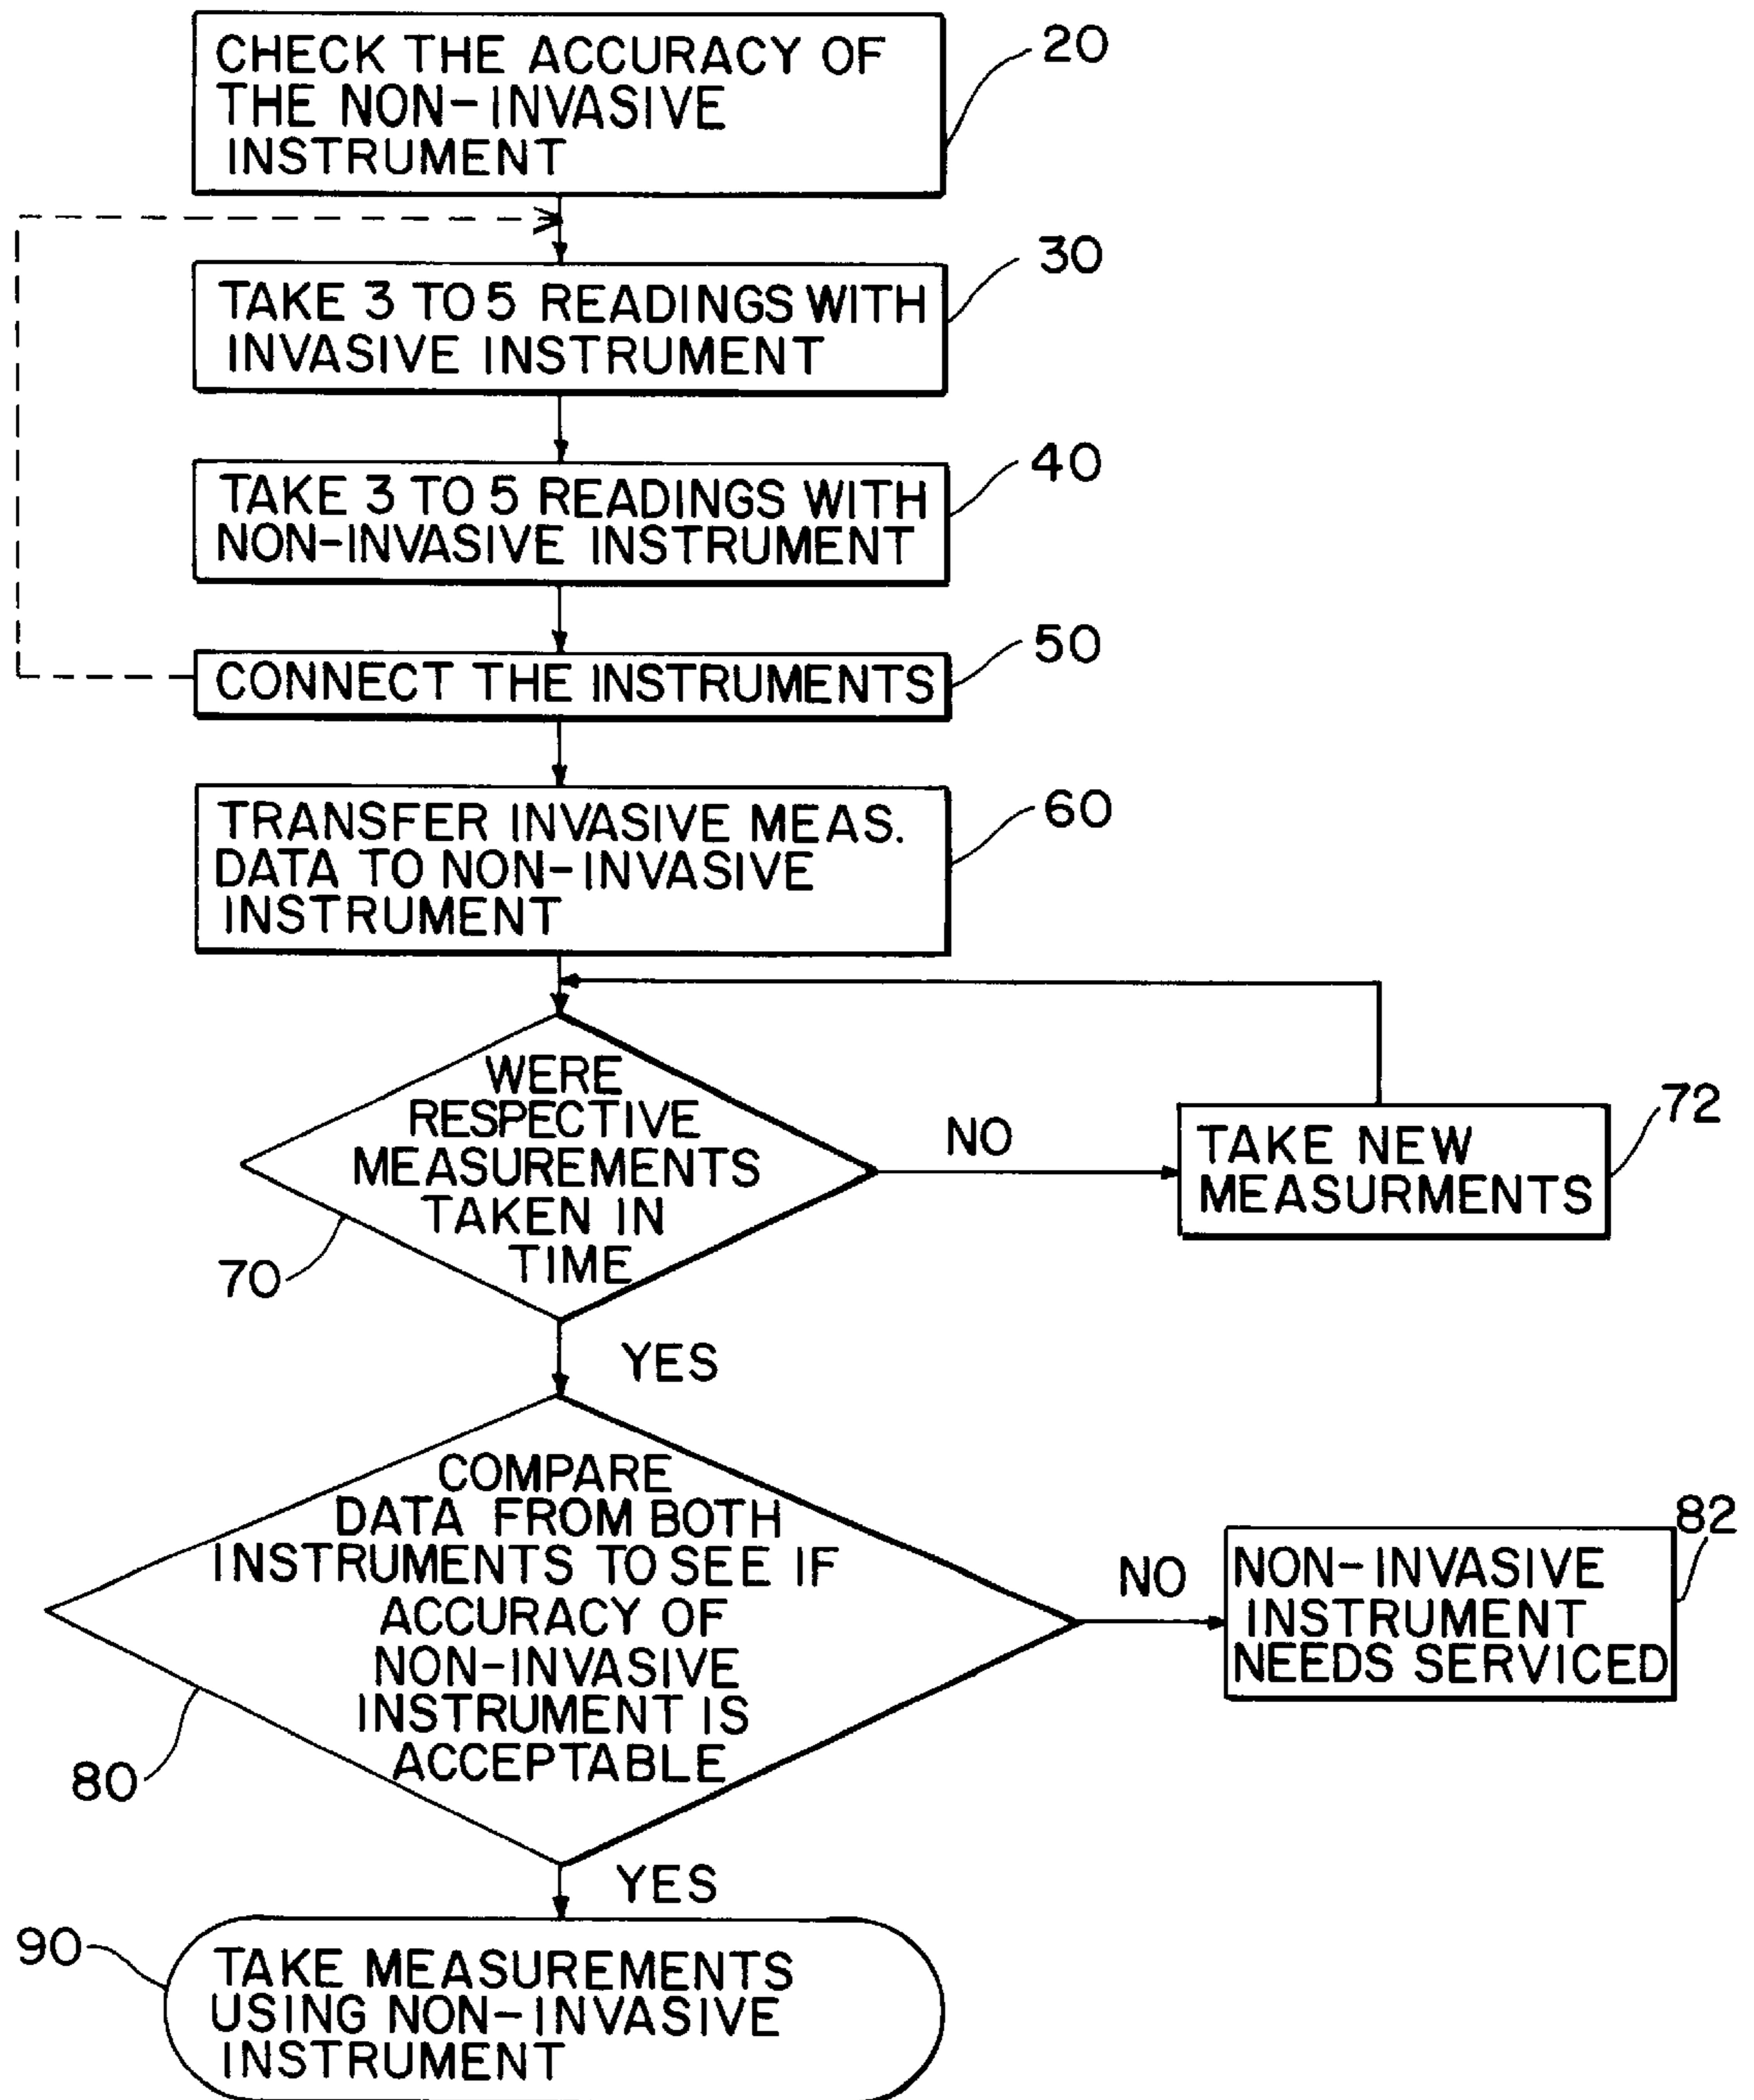 CHECK THE ACCURACY OF
THE NON-INVASIVE
INSTRUMENT
20
TAKE 3 TO 5 READINGS WITH
INVASIVE INSTRUMENT
30
TAKE 3 TO 5 READINGS WITH
NON-INVASIVE INSTRUMENT
40
CONNECT THE INSTRUMENTS
50
TRANSFER INVASIVE MEAS.
DATA TO NON-INVASIVE
INSTRUMENT
60
WERE
RESPECTIVE
MEASUREMENTS
TAKEN IN
TIME
70
NO
TAKE NEW
MEASURMENTS
72
YES
COMPARE
DATA FROM BOTH
INSTRUMENTS TO SEE IF
ACCURACY OF
NON-INVASIVE
INSTRUMENT IS
ACCEPTABLE
80
NO
NON-INVASIVE
INSTRUMENT
NEEDS SERVICED
82
YES
90
TAKE MEASUREMENTS
USING NON-INVASIVE
INSTRUMENT